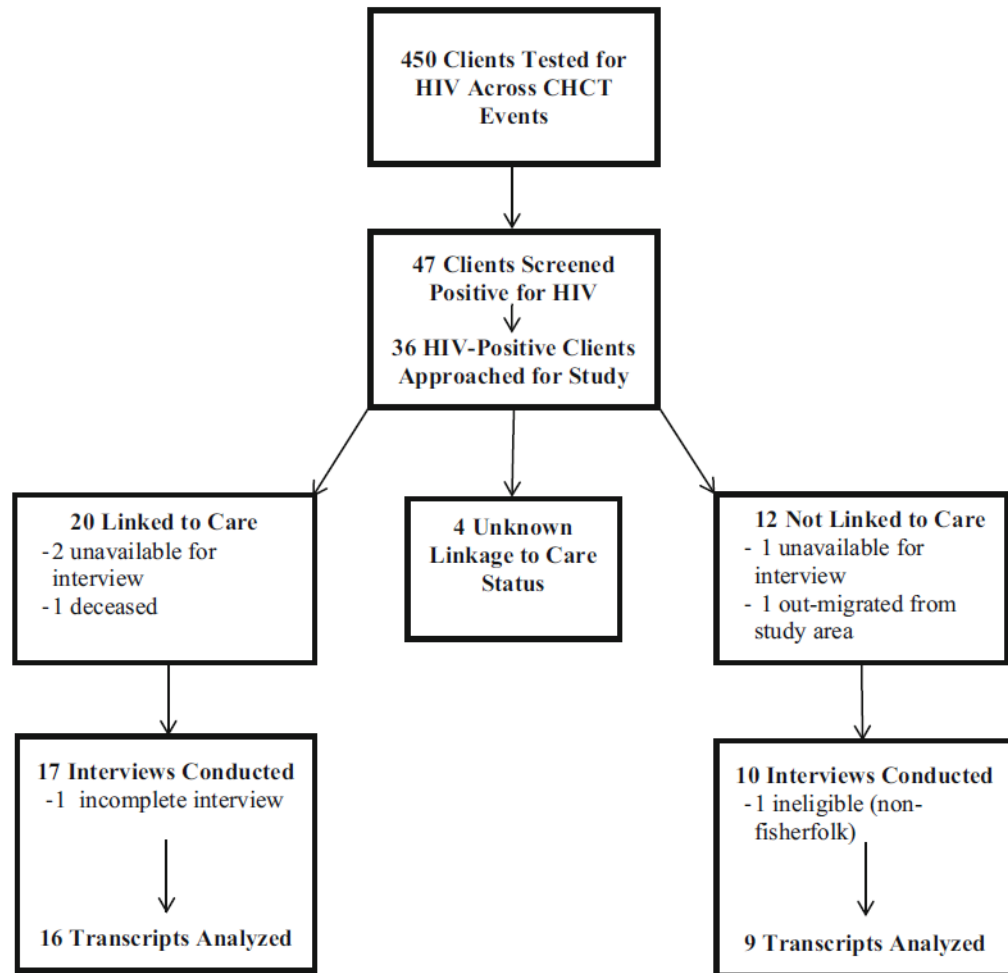 450 Clients Tested for
HIV Across CHCT
Events
47 Clients Screened
Positive for HIV
36 HIV-Positive Clients
Approached for Study
20 Linked to Care
-2 unavailable for
interview
-1 deceased
4 Unknown
Linkage to Care
Status
12 Not Linked to Care
- 1 unavailable for
interview
- 1 out-migrated from
study area
17 Interviews Conducted
-1 incomplete interview
16 Transcripts Analyzed
10 Interviews Conducted
-1 ineligible (non-
fisherfolk)
9 Transcripts Analyzed